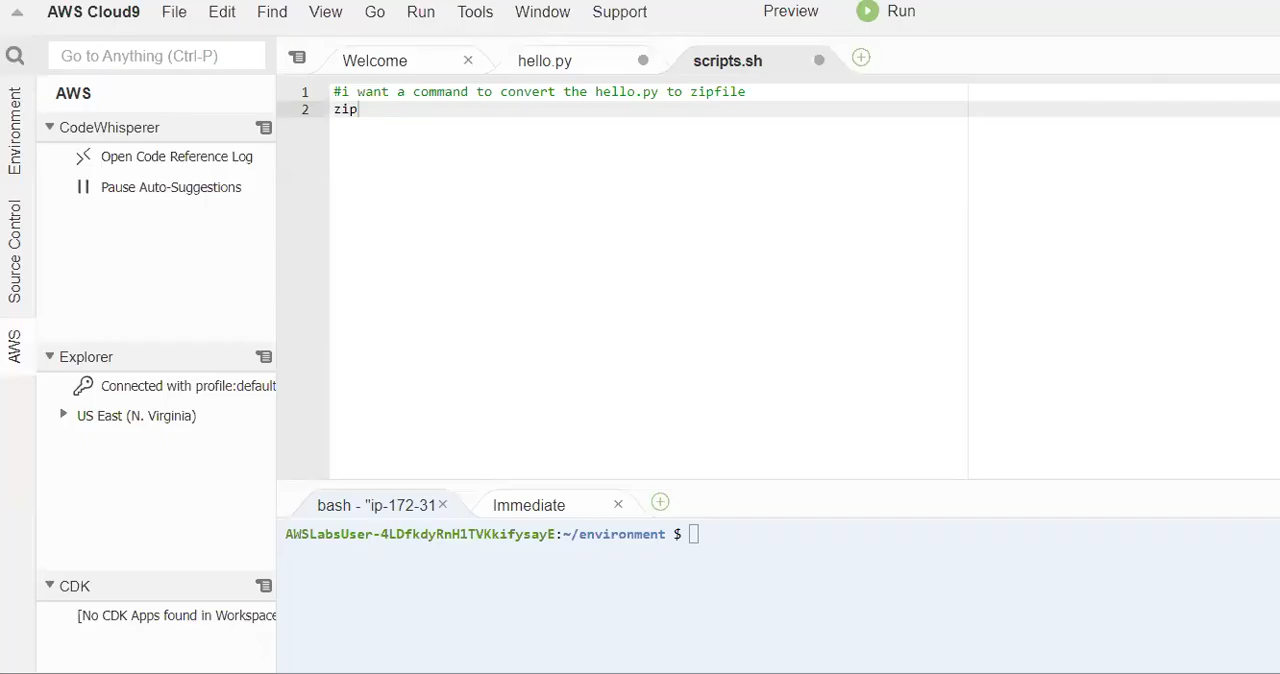 AWS Cloud9 File Edit Find View Go Run Tools Window Support Preview Run
Go to Anything (Ctrl-P)
Welcome hello.py scripts.sh
Environment
Source Control
AWS
AWS
CodeWhisperer
Open Code Reference Log
Pause Auto-Suggestions
Explorer
Connected with profile:default
US East (N. Virginia)
CDK
[No CDK Apps found in Workspace
1 #i want a command to convert the hello.py to zipfile
2 zip
bash - "ip-172-31 Immediate
AWSLabsUser-4LDfkdyRnH1TVKkifysayE:~/environment $